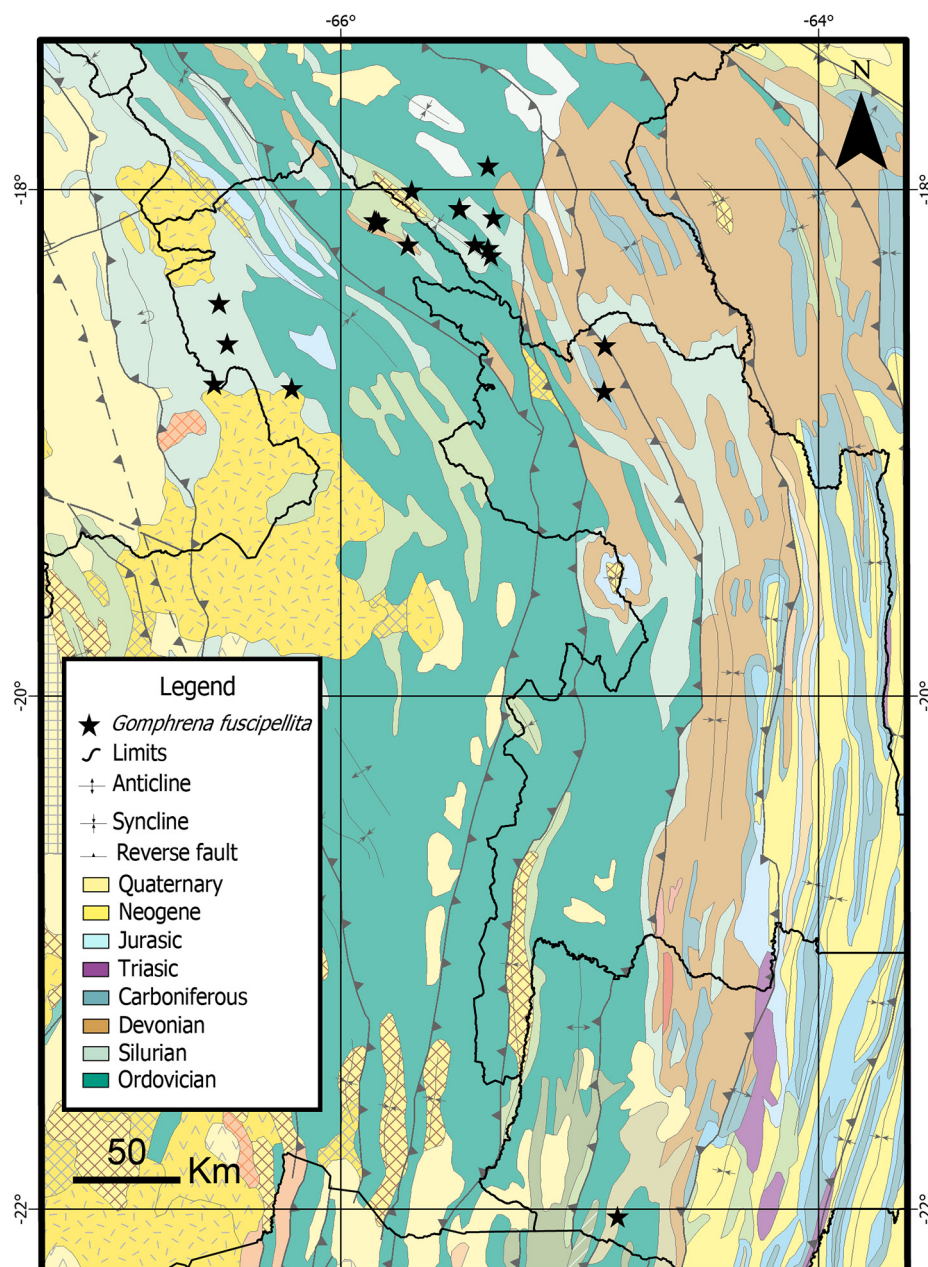 -66°
-64°
N
-18°
-18°
-20°
-20°
Legend
Gomphrena fuscipellita
Limits
Anticline
Syncline
Reverse fault
Quaternary
Neogene
Jurasic
Triasic
Carboniferous
Devonian
Silurian
Ordovician
50
Km
-22°
-22°